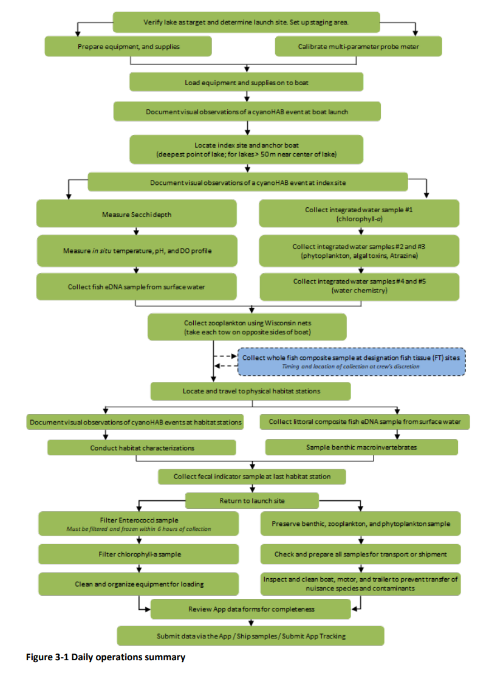 Verify lake as target and determine launch site. Set up staging area.
Prepare equipment, and supplies
Calibrate multi-parameter probe meter
Load equipment and supplies on to boat
Document visual observations of a cyanoHAB event at boat launch
Locate index site and anchor boat
(deepest point of lake; for lakes > 50 m near center of lake)
Document visual observations of a cyanoHAB event at index site
Measure Secchi depth
Collect integrated water sample #1
(chlorophyll-a)
Measure in situ temperature, pH, and DO profile
Collect integrated water samples #2 and #3
(phytoplankton, algal toxins, Atrazine)
Collect fish eDNA sample from surface water
Collect integrated water samples #4 and #5
(water chemistry)
Collect zooplankton using Wisconsin nets
(take each tow on opposite sides of boat)
Collect whole fish composite sample at designation fish tissue (FT) sites
Timing and location of collection at crew's discretion
Locate and travel to physical habitat stations
Document visual observations of cyanoHAB events at habitat stations
Collect littoral composite fish eDNA sample from surface water
Conduct habitat characterizations
Sample benthic macroinvertebrates
Collect fecal indicator sample at last habitat station
Return to launch site
Filter Enterococci sample
Must be filtered and frozen within 6 hours of collection
Preserve benthic, zooplankton, and phytoplankton sample
Filter chlorophyll-a sample
Check and prepare all samples for transport or shipment
Clean and organize equipment for loading
Inspect and clean boat, motor, and trailer to prevent transfer of
nuisance species and contaminants
Review App data forms for completeness
Submit data via the App / Ship samples / Submit App Tracking
Figure 3-1 Daily operations summary